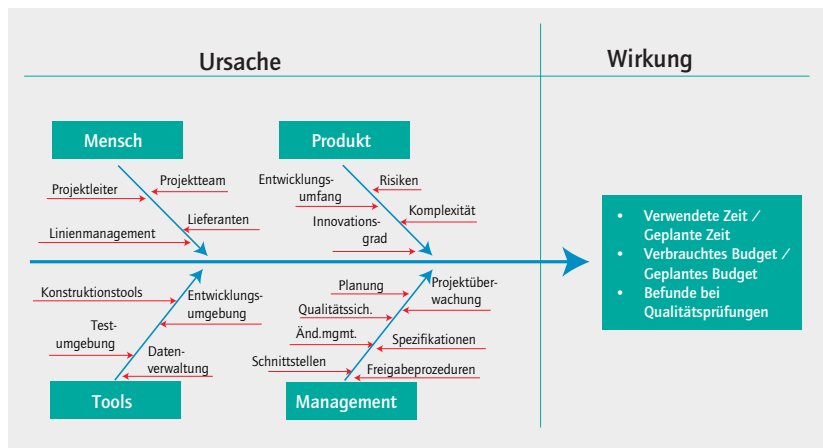 Ursache
Wirkung
Mensch
Produkt
Projektleiter
Projektteam
Linienmanagement
Lieferanten
Entwicklungs-
umfang
Risiken
Innovations-
grad
Komplexität
• Verwendete Zeit /
Geplante Zeit
• Verbrauchtes Budget /
Geplantes Budget
• Befunde bei
Qualitätsprüfungen
Konstruktionstools
Entwicklungs-
umgebung
Test-
umgebung
Daten-
verwaltung
Planung
Projektüber-
wachung
Qualitätssich.
Änd.mgmt.
Spezifikationen
Schnittstellen
Freigabeprozeduren
Tools
Management